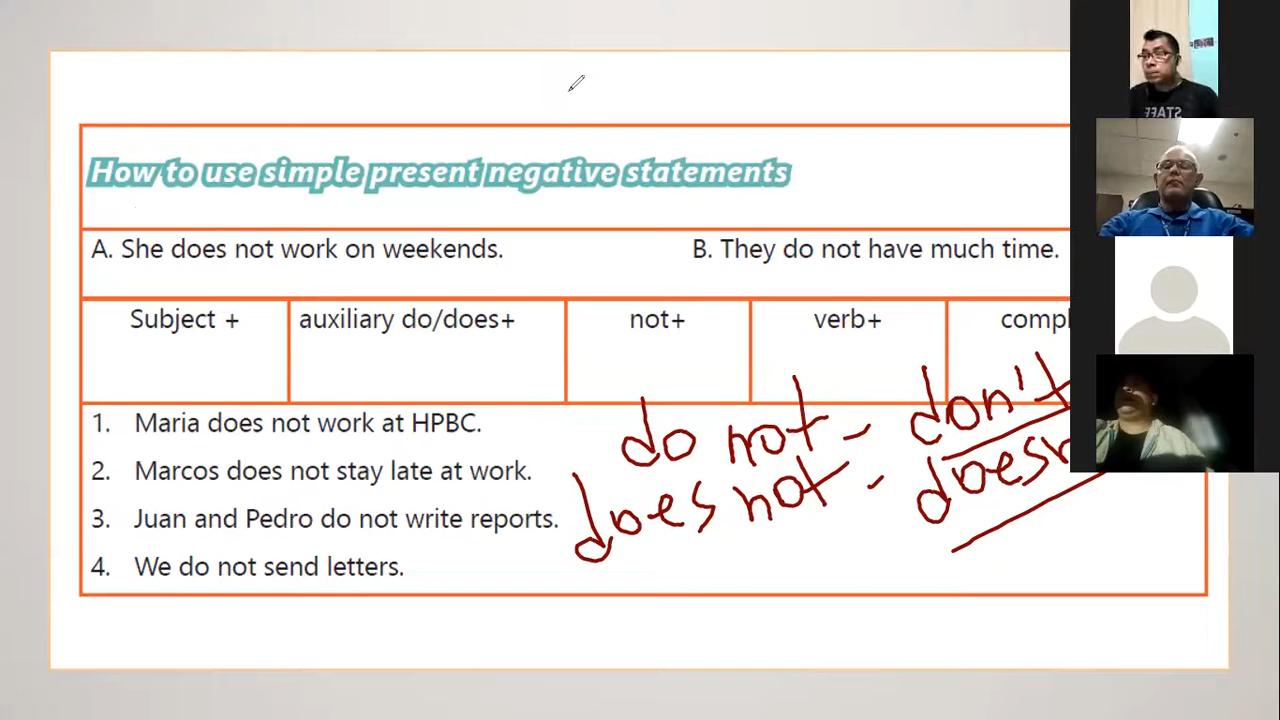 How to use simple present negative statements
A. She does not work on weekends. B. They do not have much time.
Subject + auxiliary do/does+ not+ verb+
1. Maria does not work at HPBC.
2. Marcos does not stay late at work.
3. Juan and Pedro do not write reports.
4. We do not send letters.
do not - don't
does not -
STAFF